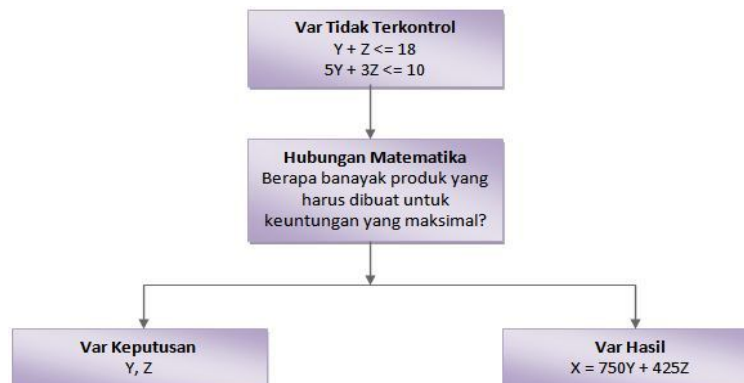 Var Tidak Terkontrol
Y + Z <= 18
5Y + 3Z <= 10
Hubungan Matematika
Berapa banayak produk yang
harus dibuat untuk
keuntungan yang maksimal?
Var Keputusan
Y, Z
Var Hasil
X = 750Y + 425Z